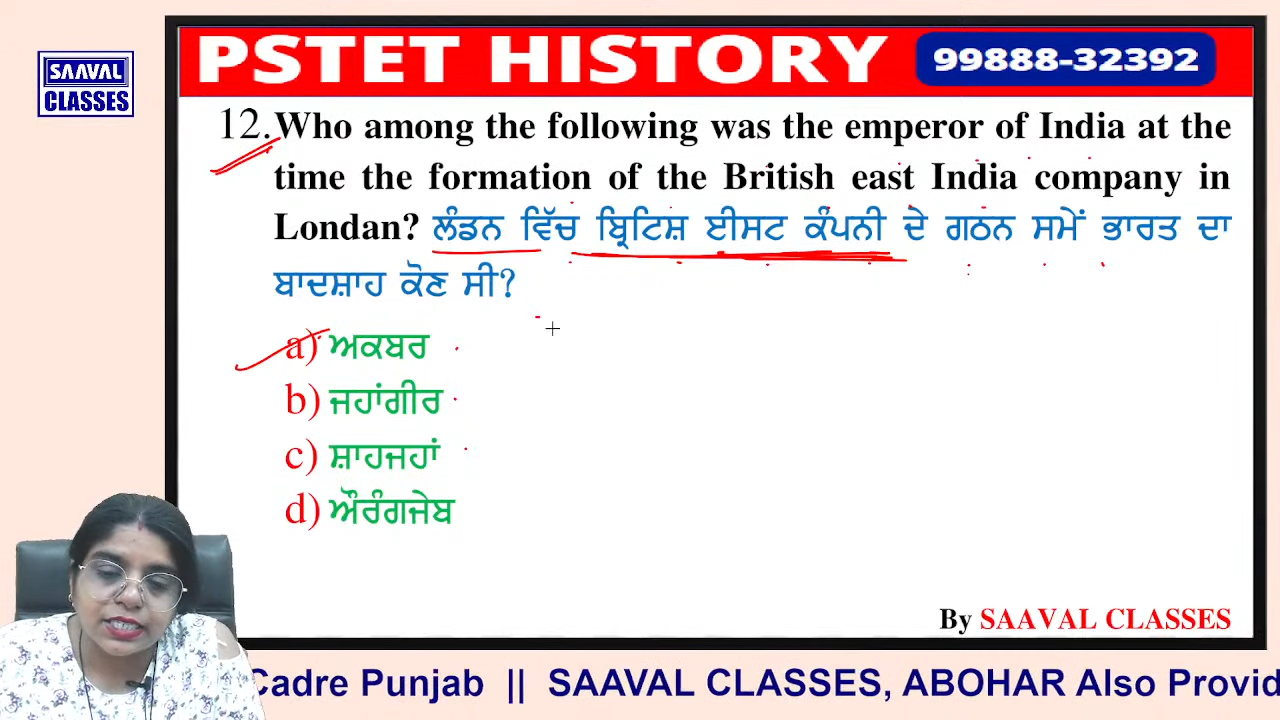 SAAVAL
CLASSES
PSTET HISTORY
99888-32392
12.Who among the following was the emperor of India at the
time the formation of the British east India company in
Londan? ਲੰਡਨ ਵਿੱਚ ਬ੍ਰਿਟਿਸ਼ ਈਸਟ ਕੰਪਨੀ ਦੇ ਗਠਨ ਸਮੇਂ ਭਾਰਤ ਦਾ
ਬਾਦਸ਼ਾਹ ਕੋਣ ਸੀ?
a) ਅਕਬਰ
b) ਜਹਾਂਗੀਰ
c) ਸ਼ਾਹਜਹਾਂ
d) ਔਰੰਗਜੇਬ
By SAAVAL CLASSES
Cadre Punjab || SAAVAL CLASSES, ABOHAR Also Provid